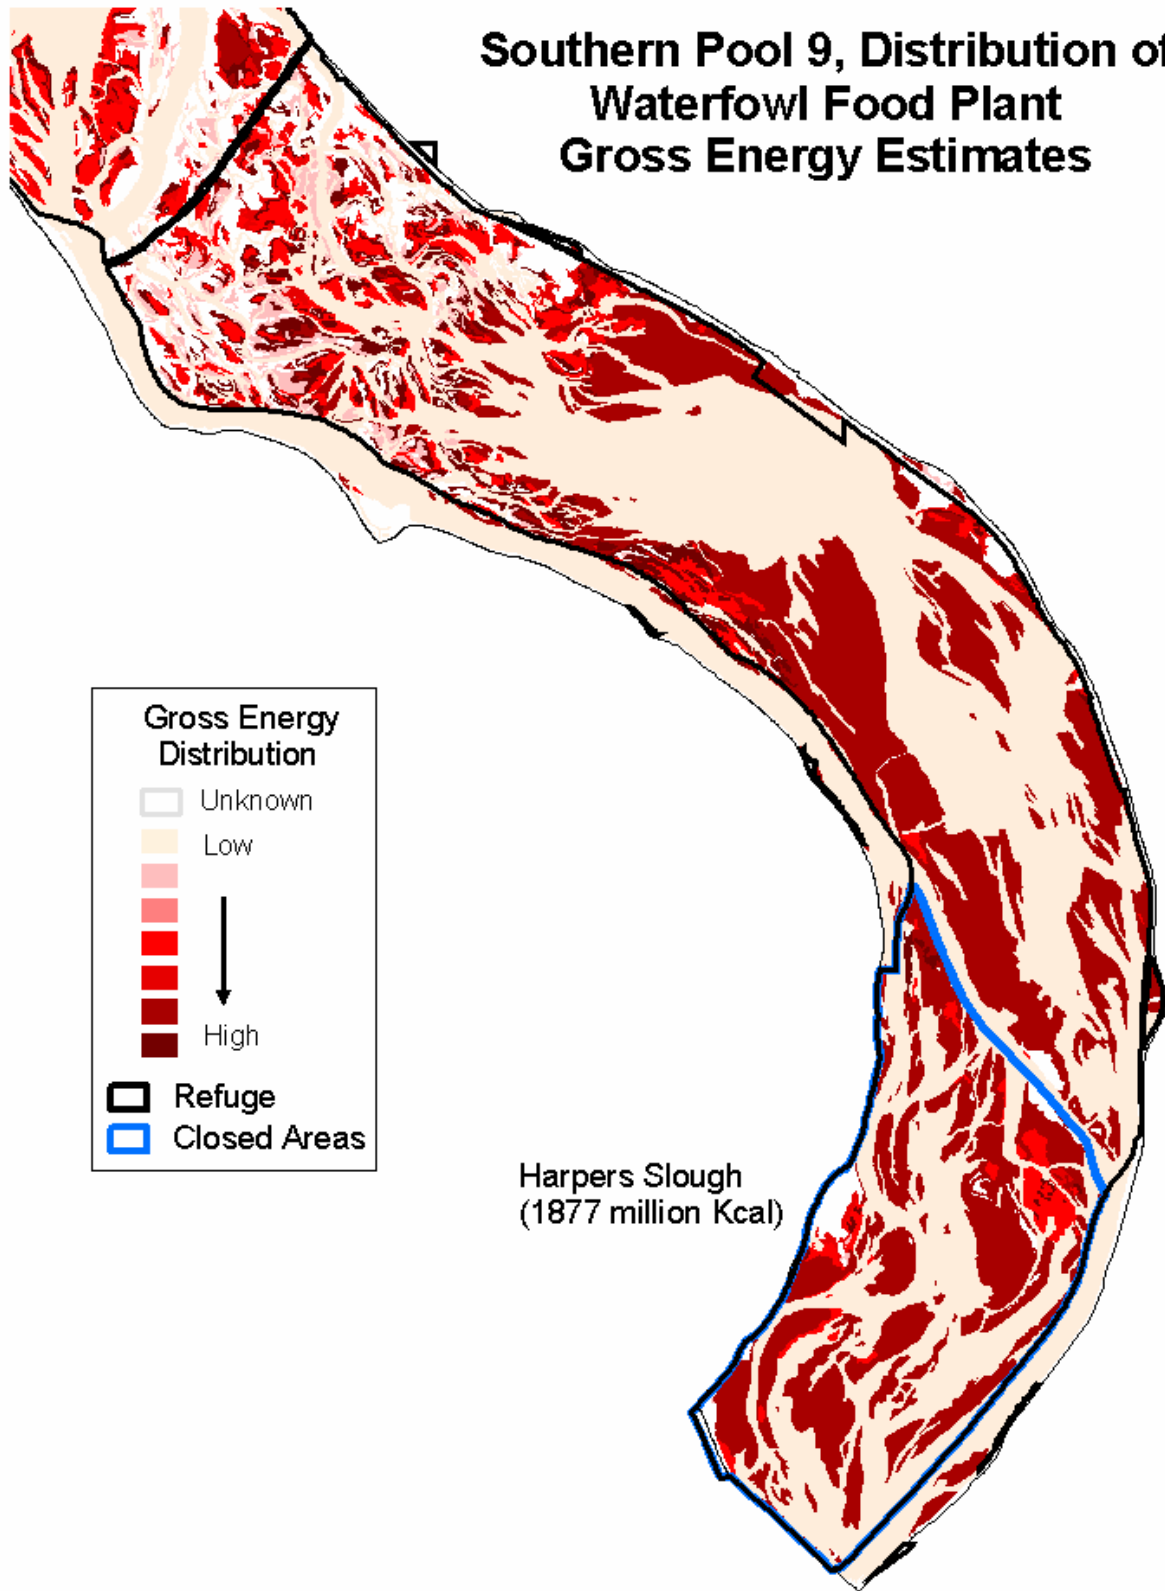 Southern Pool 9, Distribution of
Waterfowl Food Plant
Gross Energy Estimates
Gross Energy
Distribution
Unknown
Low
High
Refuge
Closed Areas
Harpers Slough
(1877 million Kcal)